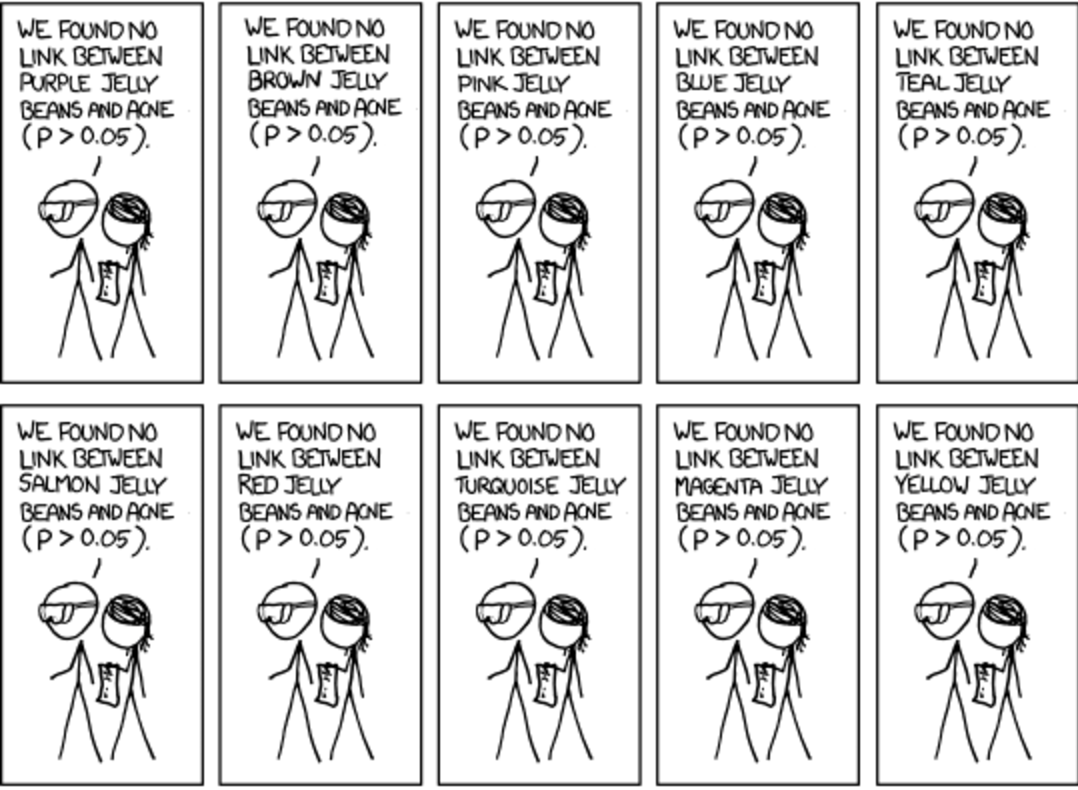 WE FOUND NO
LINK BETWEEN
PURPLE JELLY
BEANS AND ACNE
(P > 0.05).
WE FOUND NO
LINK BETWEEN
BROWN JELLY
BEANS AND ACNE
(P > 0.05).
WE FOUND NO
LINK BETWEEN
PINK JELLY
BEANS AND ACNE
(P > 0.05).
WE FOUND NO
LINK BETWEEN
BLUE JELLY
BEANS AND ACNE
(P > 0.05).
WE FOUND NO
LINK BETWEEN
TEAL JELLY
BEANS AND ACNE
(P > 0.05).
WE FOUND NO
LINK BETWEEN
SALMON JELLY
BEANS AND ACNE
(P > 0.05).
WE FOUND NO
LINK BETWEEN
RED JELLY
BEANS AND ACNE
(P > 0.05).
WE FOUND NO
LINK BETWEEN
TURQUOISE JELLY
BEANS AND ACNE
(P > 0.05).
WE FOUND NO
LINK BETWEEN
MAGENTA JELLY
BEANS AND ACNE
(P > 0.05).
WE FOUND NO
LINK BETWEEN
YELLOW JELLY
BEANS AND ACNE
(P > 0.05).